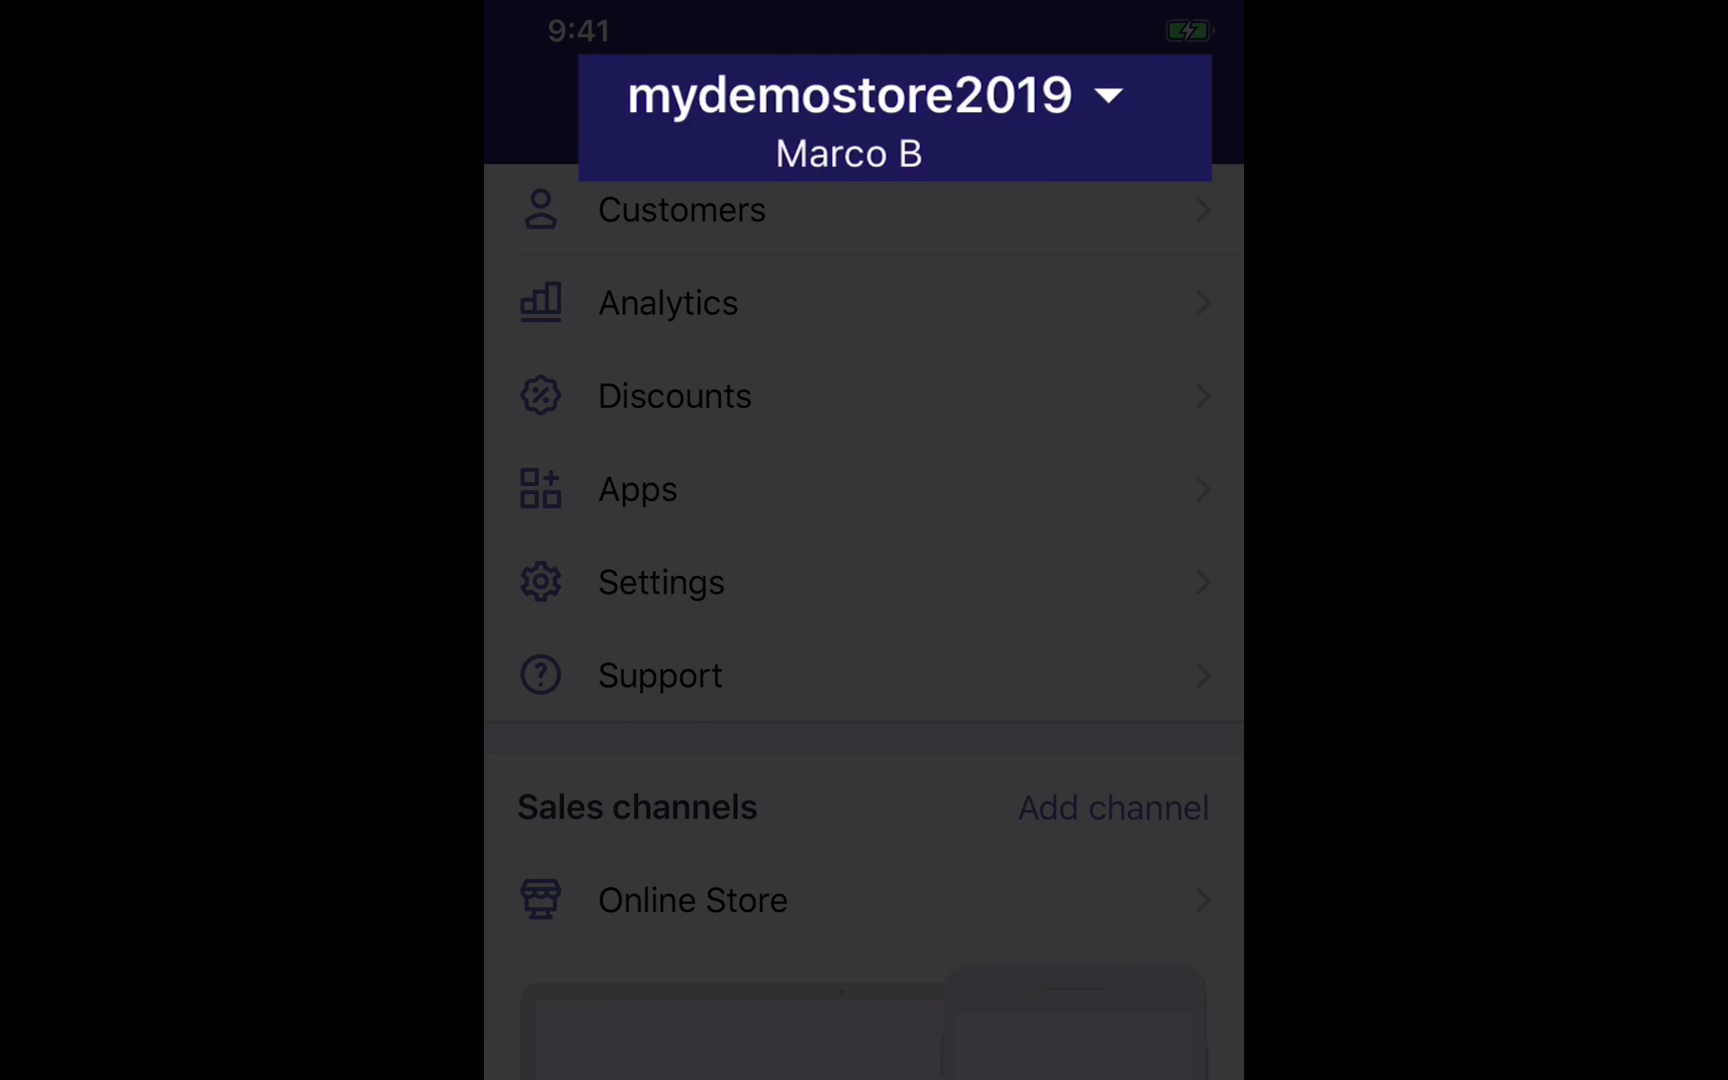 9:41
mydemostore2019
Marco B
Customers
Analytics
Discounts
Apps
Settings
Support
Sales channels
Add channel
Online Store